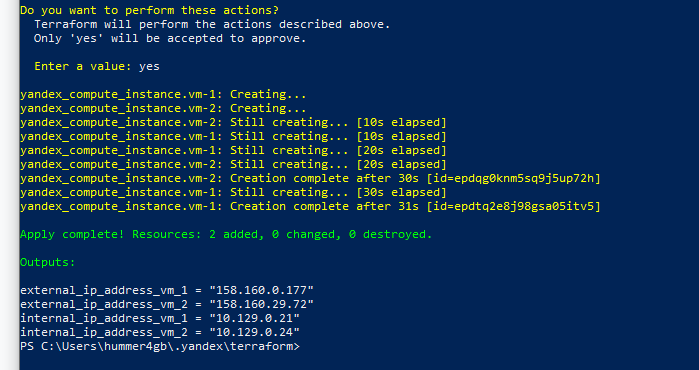 Do you want to perform these actions?
  Terraform will perform the actions described above.
  Only 'yes' will be accepted to approve.

  Enter a value: yes

yandex_compute_instance.vm-1: Creating...
yandex_compute_instance.vm-2: Creating...
yandex_compute_instance.vm-2: Still creating... [10s elapsed]
yandex_compute_instance.vm-1: Still creating... [10s elapsed]
yandex_compute_instance.vm-1: Still creating... [20s elapsed]
yandex_compute_instance.vm-2: Still creating... [20s elapsed]
yandex_compute_instance.vm-2: Creation complete after 30s [id=epdqg0knm5sq9j5up72h]
yandex_compute_instance.vm-1: Still creating... [30s elapsed]
yandex_compute_instance.vm-1: Creation complete after 31s [id=epdtq2e8j98gsa05itv5]

Apply complete! Resources: 2 added, 0 changed, 0 destroyed.

Outputs:

external_ip_address_vm_1 = "158.160.0.177"
external_ip_address_vm_2 = "158.160.29.72"
internal_ip_address_vm_1 = "10.129.0.21"
internal_ip_address_vm_2 = "10.129.0.24"
PS C:\Users\hummer4gb\.yandex\terraform>